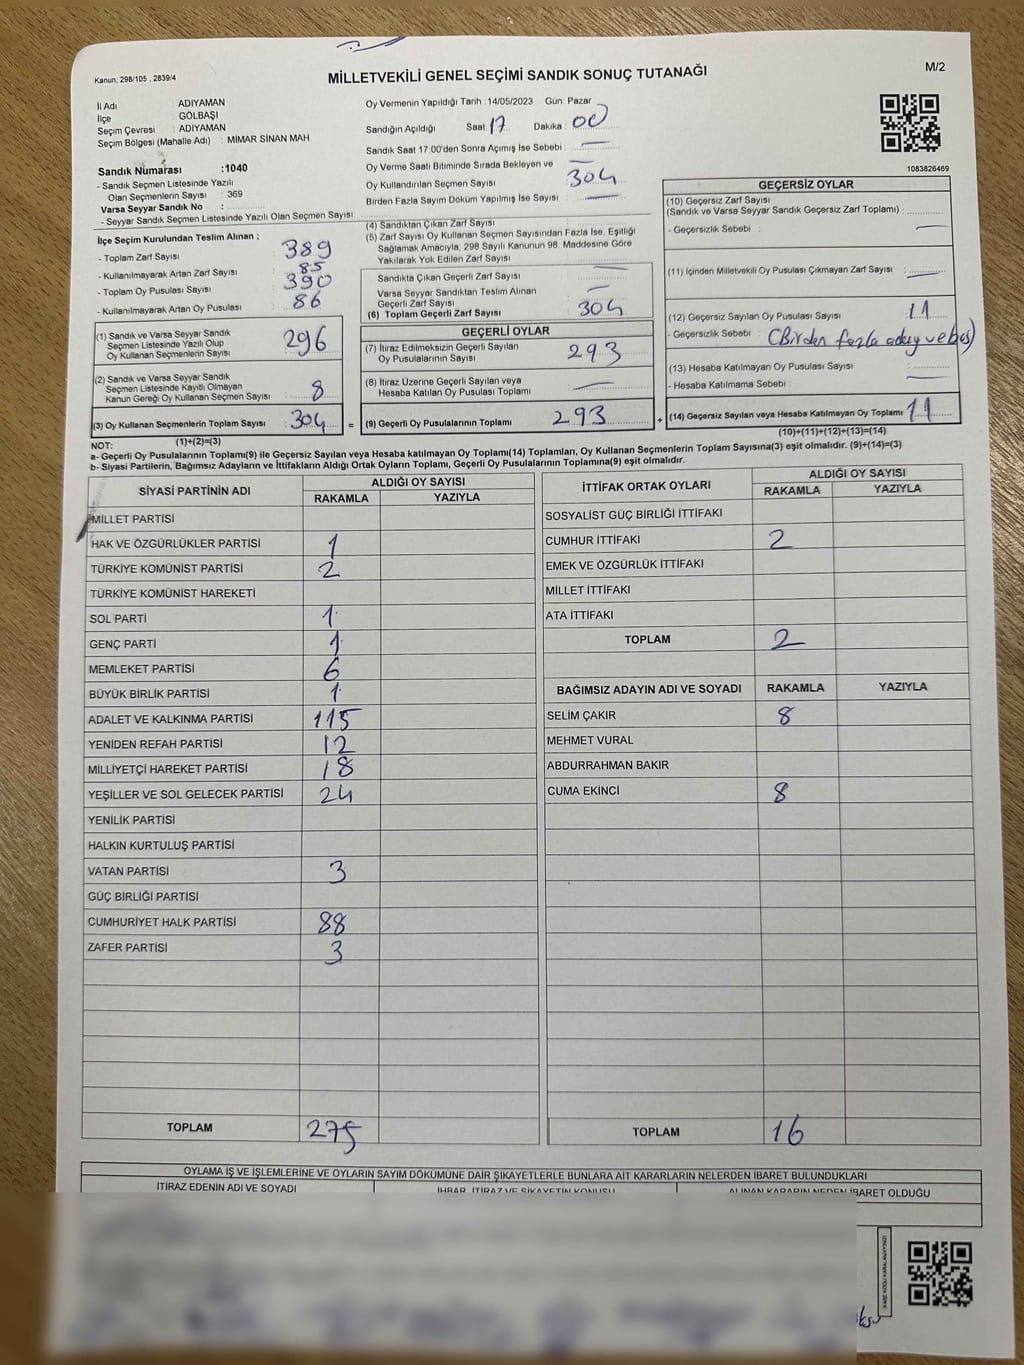 Kanun: 298/105 , 2839/4
MİLLETVEKİLİ GENEL SEÇİMİ SANDIK SONUÇ TUTANAĞI
M/2
İl Adı : ADIYAMAN
İlçe : GÖLBAŞI
Seçim Çevresi : ADIYAMAN
Seçim Bölgesi (Mahalle Adı) : MİMAR SİNAN MAH.
Sandık Numarası :1040
- Sandık Seçmen Listesinde Yazılı
Olan Seçmenlerin Sayısı : 369
Varsa Seyyar Sandık No :
- Seyyar Sandık Seçmen Listesinde Yazılı Olan Seçmen Sayısı
Oy Vermenin Yapıldığı Tarih :14/05/2023 Gün: Pazar
Sandığın Açıldığı Saat: 17 Dakika : 00
Sandık Saat 17:00'den Sonra Açımış İse Sebebi : —
Oy Verme Saati Bitiminde Sırada Bekleyen ve —
Oy Kullandırılan Seçmen Sayısı 304
Birden Fazla Sayım Döküm Yapılmış İse Sayısı : —
1083826469
İlçe Seçim Kurulundan Teslim Alınan ;
- Toplam Zarf Sayısı : 389
- Kullanılmayarak Artan Zarf Sayısı : 85
- Toplam Oy Pusulası Sayısı : 390
- Kullanılmayarak Artan Oy Pusulası : 86
(1) Sandık ve Varsa Seyyar Sandık
Seçmen Listesinde Yazılı Olup
Oy Kullanan Seçmenlerin Sayısı : 296
(2) Sandık ve Varsa Seyyar Sandık
Seçmen Listesinde Kayıtlı Olmayan
Kanun Gereği Oy Kullanan Seçmen Sayısı : 8
(3) Oy Kullanan Seçmenlerin Toplam Sayısı : 304 =
(1)+(2)=(3)
(4) Sandıktan Çıkan Zarf Sayısı
(5) Zarf Sayısı Oy Kullanan Seçmen Sayısından Fazla İse, Eşitliği
Sağlamak Amacıyla, 298 Sayılı Kanunun 98. Maddesine Göre
Yakılarak Yok Edilen Zarf Sayısı : —
Sandıkta Çıkan Geçerli Zarf Sayısı : —
Varsa Seyyar Sandıktan Teslim Alınan
Geçerli Zarf Sayısı —
(6) Toplam Geçerli Zarf Sayısı : 304
GEÇERLİ OYLAR
(7) İtiraz Edilmeksizin Geçerli Sayılan
Oy Pusulalarının Sayısı : 293
(8) İtiraz Üzerine Geçerli Sayılan veya
Hesaba Katılan Oy Pusulası Toplamı : —
(9) Geçerli Oy Pusulalarının Toplamı : 293 +
GEÇERSİZ OYLAR
(10) Geçersiz Zarf Sayısı
(Sandık ve Varsa Seyyar Sandık Geçersiz Zarf Toplamı) :
- Geçersizlik Sebebi : —
(11) İçinden Milletvekili Oy Pusulası Çıkmayan Zarf Sayısı : —
(12) Geçersiz Sayılan Oy Pusulası Sayısı : 11
- Geçersizlik Sebebi : (Birden fazla aday ve boş)
(13) Hesaba Katılmayan Oy Pusulası Sayısı :
- Hesaba Katılmama Sebebi : —
(14) Geçersiz Sayılan veya Hesaba Katılmayan Oy Toplamı : 11
(10)+(11)+(12)+(13)=(14)
NOT:
a- Geçerli Oy Pusulalarının Toplamı(9) ile Geçersiz Sayılan veya Hesaba katılmayan Oy Toplamı(14) Toplamları, Oy Kullanan Seçmenlerin Toplam Sayısına(3) eşit olmalıdır. (9)+(14)=(3)
b- Siyasi Partilerin, Bağımsız Adayların ve İttifakların Aldığı Ortak Oyların Toplamı, Geçerli Oy Pusulalarının Toplamına(9) eşit olmalıdır.
SİYASİ PARTİNİN ADI ALDIĞI OY SAYISI
RAKAMLA YAZIYLA
MİLLET PARTİSİ
HAK VE ÖZGÜRLÜKLER PARTİSİ 1
TÜRKİYE KOMÜNİST PARTİSİ 2
TÜRKİYE KOMÜNİST HAREKETİ
SOL PARTİ 1
GENÇ PARTİ 1
MEMLEKET PARTİSİ 6
BÜYÜK BİRLİK PARTİSİ 1
ADALET VE KALKINMA PARTİSİ 115
YENİDEN REFAH PARTİSİ 12
MİLLİYETÇİ HAREKET PARTİSİ 18
YEŞİLLER VE SOL GELECEK PARTİSİ 24
YENİLİK PARTİSİ
HALKIN KURTULUŞ PARTİSİ
VATAN PARTİSİ 3
GÜÇ BİRLİĞİ PARTİSİ
CUMHURİYET HALK PARTİSİ 88
ZAFER PARTİSİ 3
TOPLAM 275
İTTİFAK ORTAK OYLARI ALDIĞI OY SAYISI
RAKAMLA YAZIYLA
SOSYALİST GÜÇ BİRLİĞİ İTTİFAKI
CUMHUR İTTİFAKI 2
EMEK VE ÖZGÜRLÜK İTTİFAKI
MİLLET İTTİFAKI
ATA İTTİFAKI
TOPLAM 2
BAĞIMSIZ ADAYIN ADI VE SOYADI RAKAMLA YAZIYLA
SELİM ÇAKIR 8
MEHMET VURAL
ABDURRAHMAN BAKIR
CUMA EKİNCİ 8
TOPLAM 16
OYLAMA İŞ VE İŞLEMLERİNE VE OYLARIN SAYIM DÖKÜMÜNE DAİR ŞİKAYETLERLE BUNLARA AİT KARARLARIN NELERDEN İBARET BULUNDUKLARI
İTİRAZ EDENİN ADI VE SOYADI İHBAR, İTİRAZ VE ŞİKAYETİN KONUSU ALINAN KARARIN NEDEN İBARET OLDUĞU
KARE KODU KARALAMAYINIZ